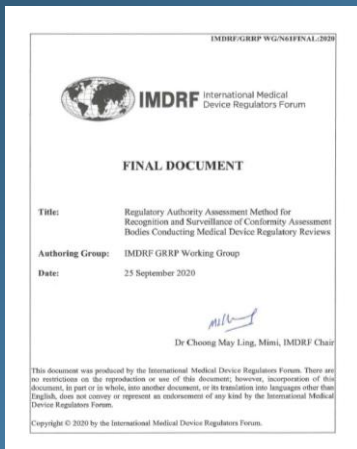 IMDRF/GRRP WG/N61FINAL:2020
IMDRF International Medical
Device Regulators Forum
FINAL DOCUMENT
Title: Regulatory Authority Assessment Method for
Recognition and Surveillance of Conformity Assessment
Bodies Conducting Medical Device Regulatory Reviews
Authoring Group: IMDRF GRRP Working Group
Date: 25 September 2020
Dr Choong May Ling, Mimi, IMDRF Chair
This document was produced by the International Medical Device Regulators Forum. There are
no restrictions on the reproduction or use of this document; however, incorporation of this
document, in part or in whole, into another document, or its translation into languages other than
English, does not convey or represent an endorsement of any kind by the International Medical
Device Regulators Forum.
Copyright © 2020 by the International Medical Device Regulators Forum.